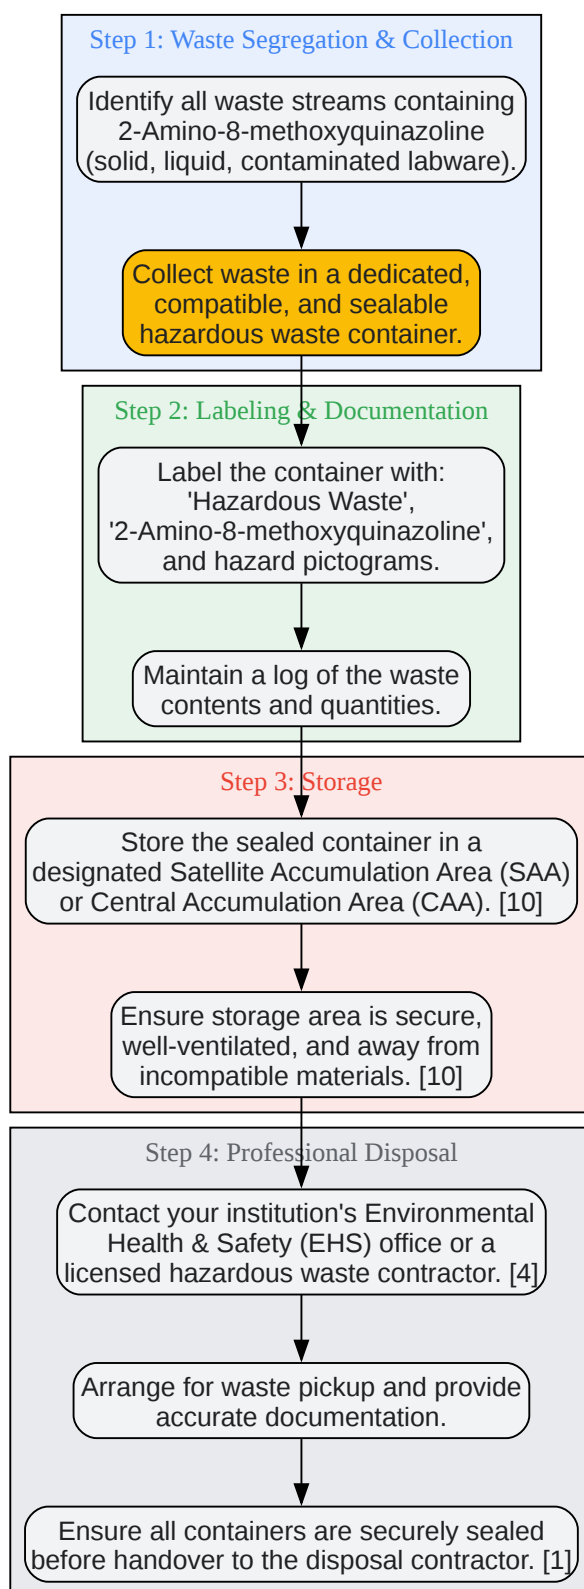 Step 1: Waste Segregation & Collection
Identify all waste streams containing
2-Amino-8-methoxyquinazoline
(solid, liquid, contaminated labware).
Collect waste in a dedicated,
compatible, and sealable
hazardous waste container.
Step 2: Labeling & Documentation
Label the container with:
'Hazardous Waste',
'2-Amino-8-methoxyquinazoline',
and hazard pictograms.
Maintain a log of the waste
contents and quantities.
Step 3: Storage
Store the sealed container in a
designated Satellite Accumulation Area (SAA)
or Central Accumulation Area (CAA). [10]
Ensure storage area is secure,
well-ventilated, and away from
incompatible materials. [10]
Step 4: Professional Disposal
Contact your institution's Environmental
Health & Safety (EHS) office or a
licensed hazardous waste contractor. [4]
Arrange for waste pickup and provide
accurate documentation.
Ensure all containers are securely sealed
before handover to the disposal contractor. [1]